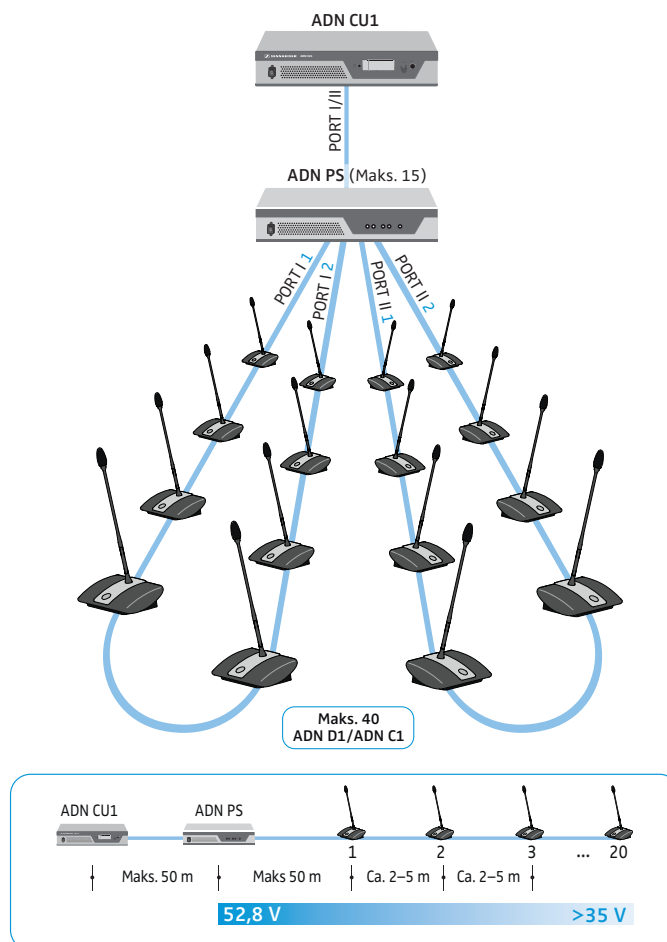 ADN CU1
SENNHEISER
PORT I/II
ADN PS (Maks. 15)
PORT I 1
PORT I 2
PORT II 1
PORT II 2
Maks. 40
ADN D1/ADN C1
ADN CU1
ADN PS
1
2
3
...
20
Maks. 50 m
Maks 50 m
Ca. 2–5 m
Ca. 2–5 m
52,8 V
>35 V